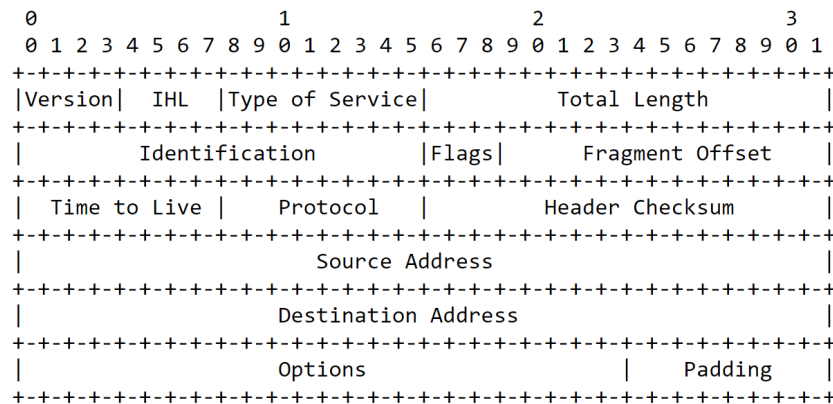 0                   1                   2                   3
 0 1 2 3 4 5 6 7 8 9 0 1 2 3 4 5 6 7 8 9 0 1 2 3 4 5 6 7 8 9 0 1
+-+-+-+-+-+-+-+-+-+-+-+-+-+-+-+-+-+-+-+-+-+-+-+-+-+-+-+-+-+-+-+-+
|Version|  IHL  |Type of Service|          Total Length         |
+-+-+-+-+-+-+-+-+-+-+-+-+-+-+-+-+-+-+-+-+-+-+-+-+-+-+-+-+-+-+-+-+
|         Identification        |Flags|      Fragment Offset    |
+-+-+-+-+-+-+-+-+-+-+-+-+-+-+-+-+-+-+-+-+-+-+-+-+-+-+-+-+-+-+-+-+
|  Time to Live |    Protocol   |         Header Checksum       |
+-+-+-+-+-+-+-+-+-+-+-+-+-+-+-+-+-+-+-+-+-+-+-+-+-+-+-+-+-+-+-+-+
|                       Source Address                          |
+-+-+-+-+-+-+-+-+-+-+-+-+-+-+-+-+-+-+-+-+-+-+-+-+-+-+-+-+-+-+-+-+
|                    Destination Address                        |
+-+-+-+-+-+-+-+-+-+-+-+-+-+-+-+-+-+-+-+-+-+-+-+-+-+-+-+-+-+-+-+-+
|                    Options                    |    Padding    |
+-+-+-+-+-+-+-+-+-+-+-+-+-+-+-+-+-+-+-+-+-+-+-+-+-+-+-+-+-+-+-+-+